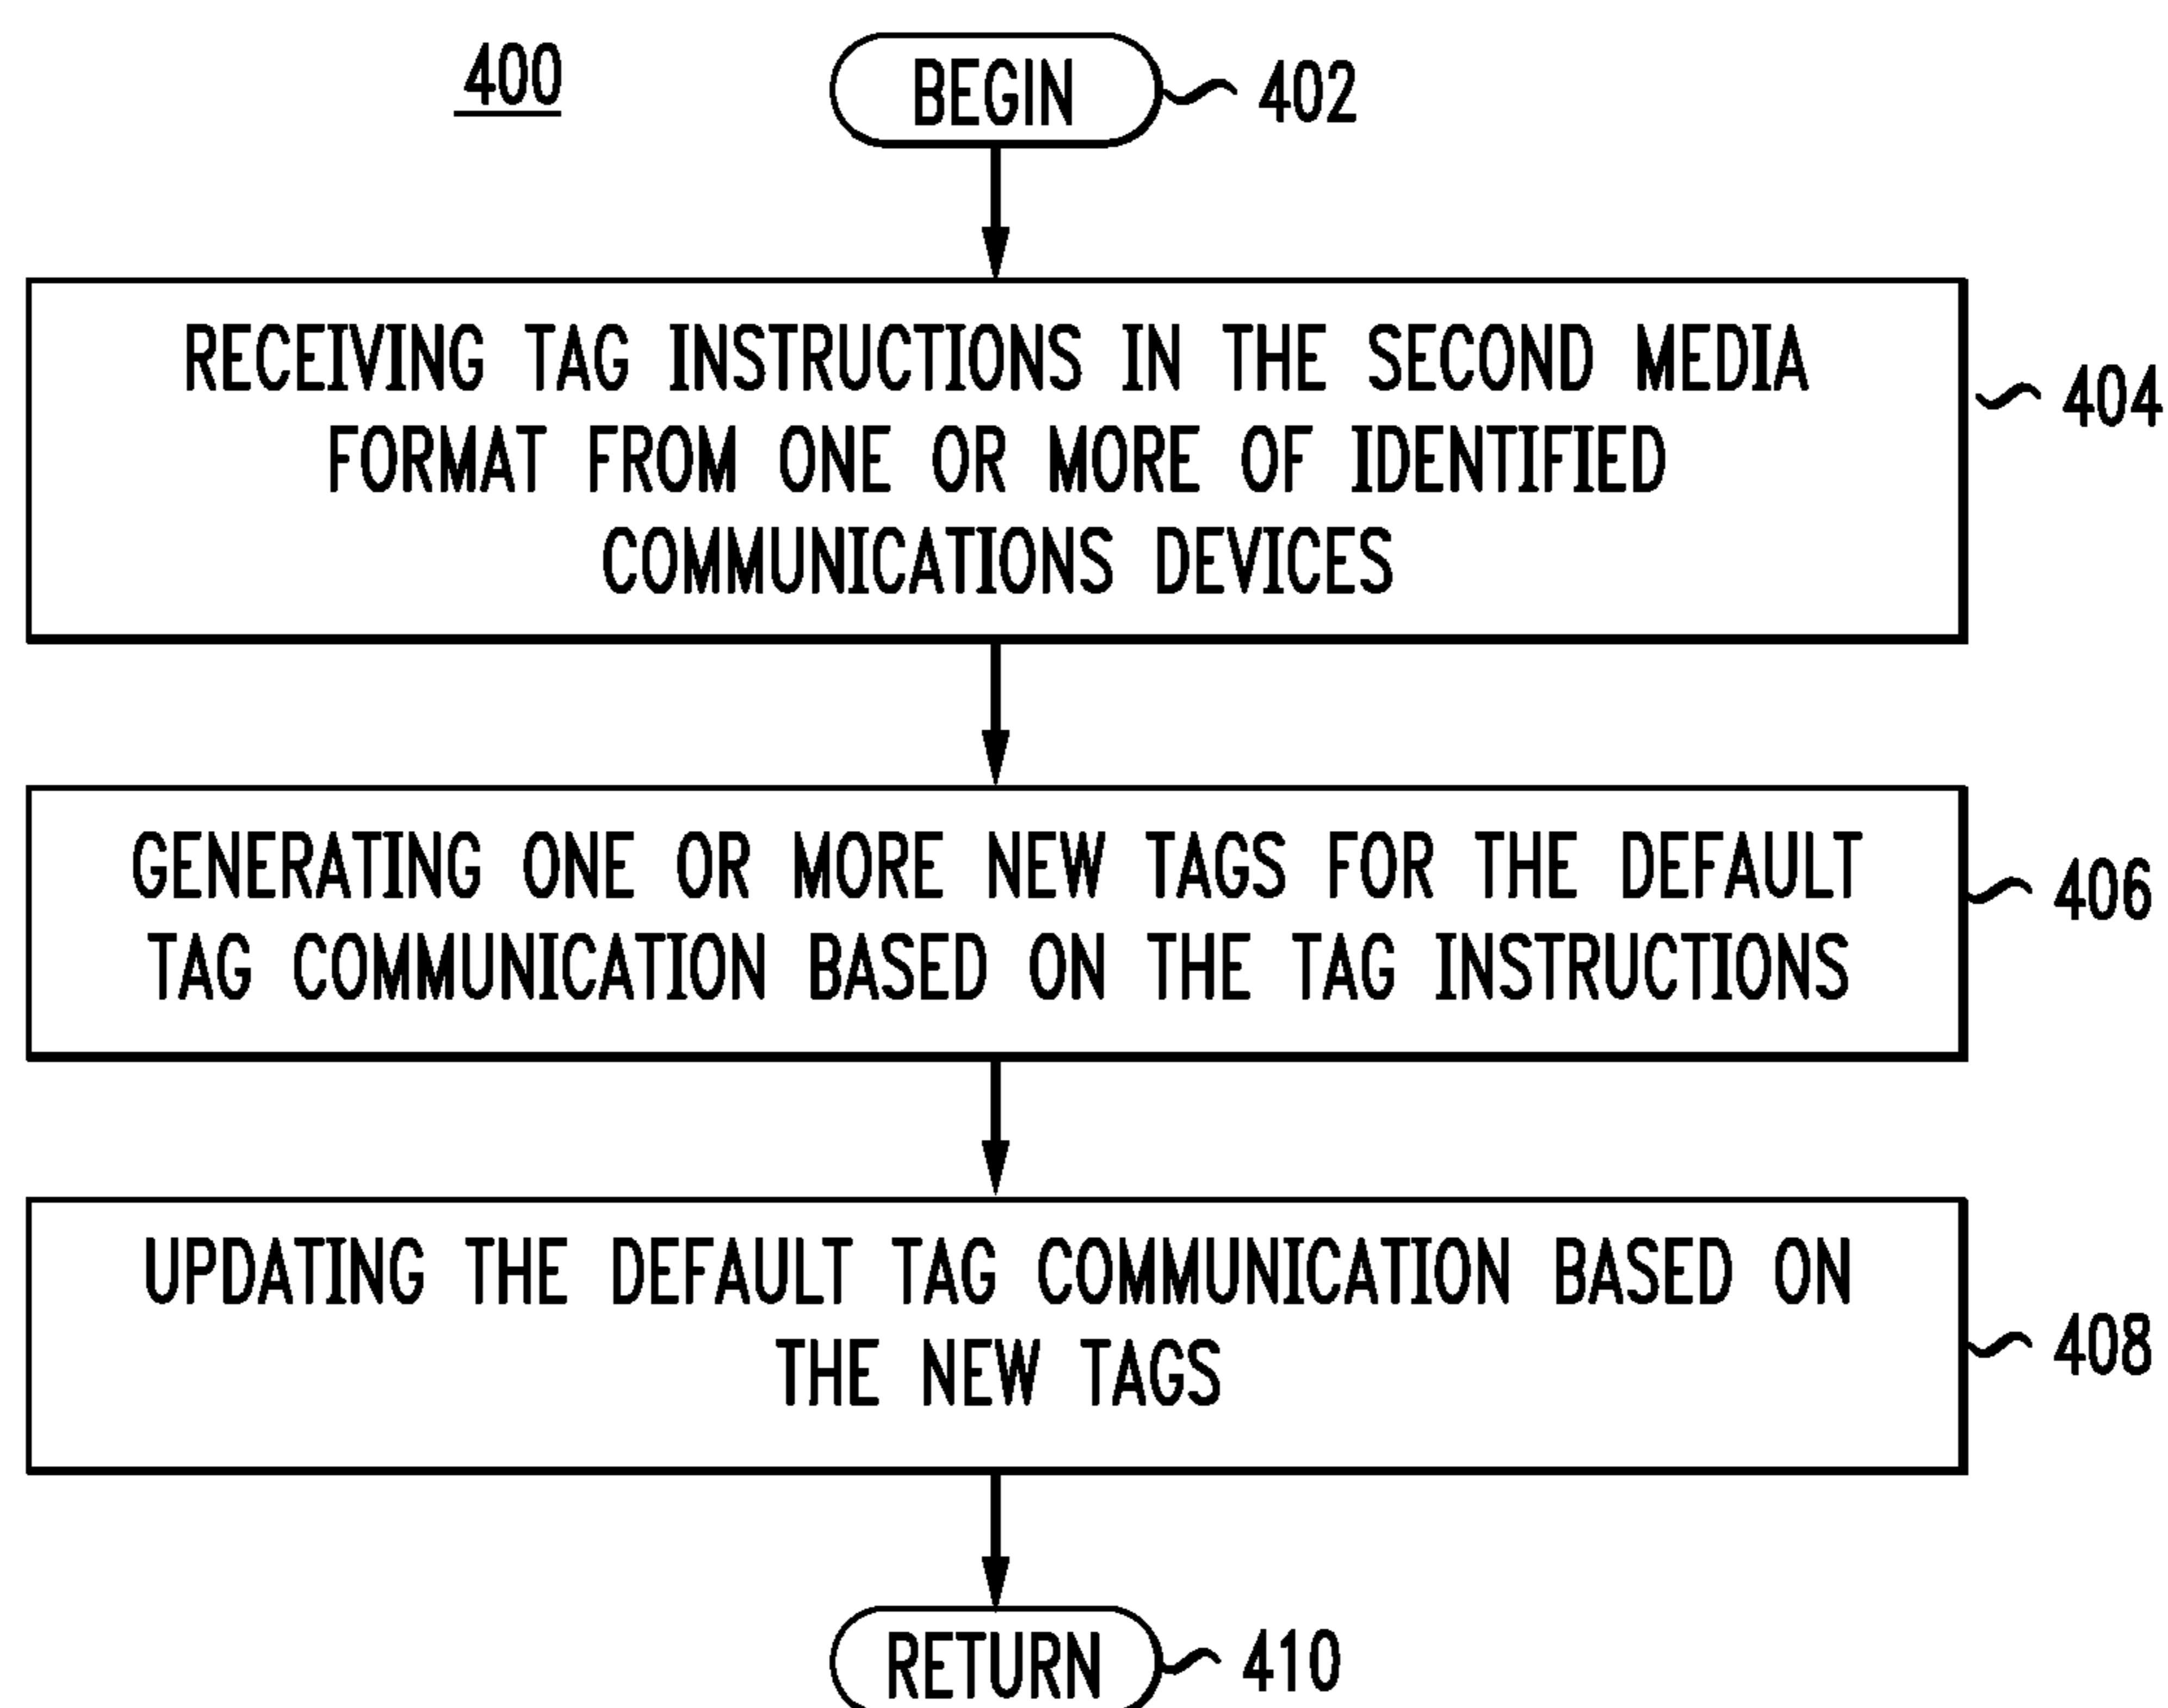 400
BEGIN
402
RECEIVING TAG INSTRUCTIONS IN THE SECOND MEDIA
FORMAT FROM ONE OR MORE OF IDENTIFIED
COMMUNICATIONS DEVICES
404
GENERATING ONE OR MORE NEW TAGS FOR THE DEFAULT
TAG COMMUNICATION BASED ON THE TAG INSTRUCTIONS
406
UPDATING THE DEFAULT TAG COMMUNICATION BASED ON
THE NEW TAGS
408
RETURN
410